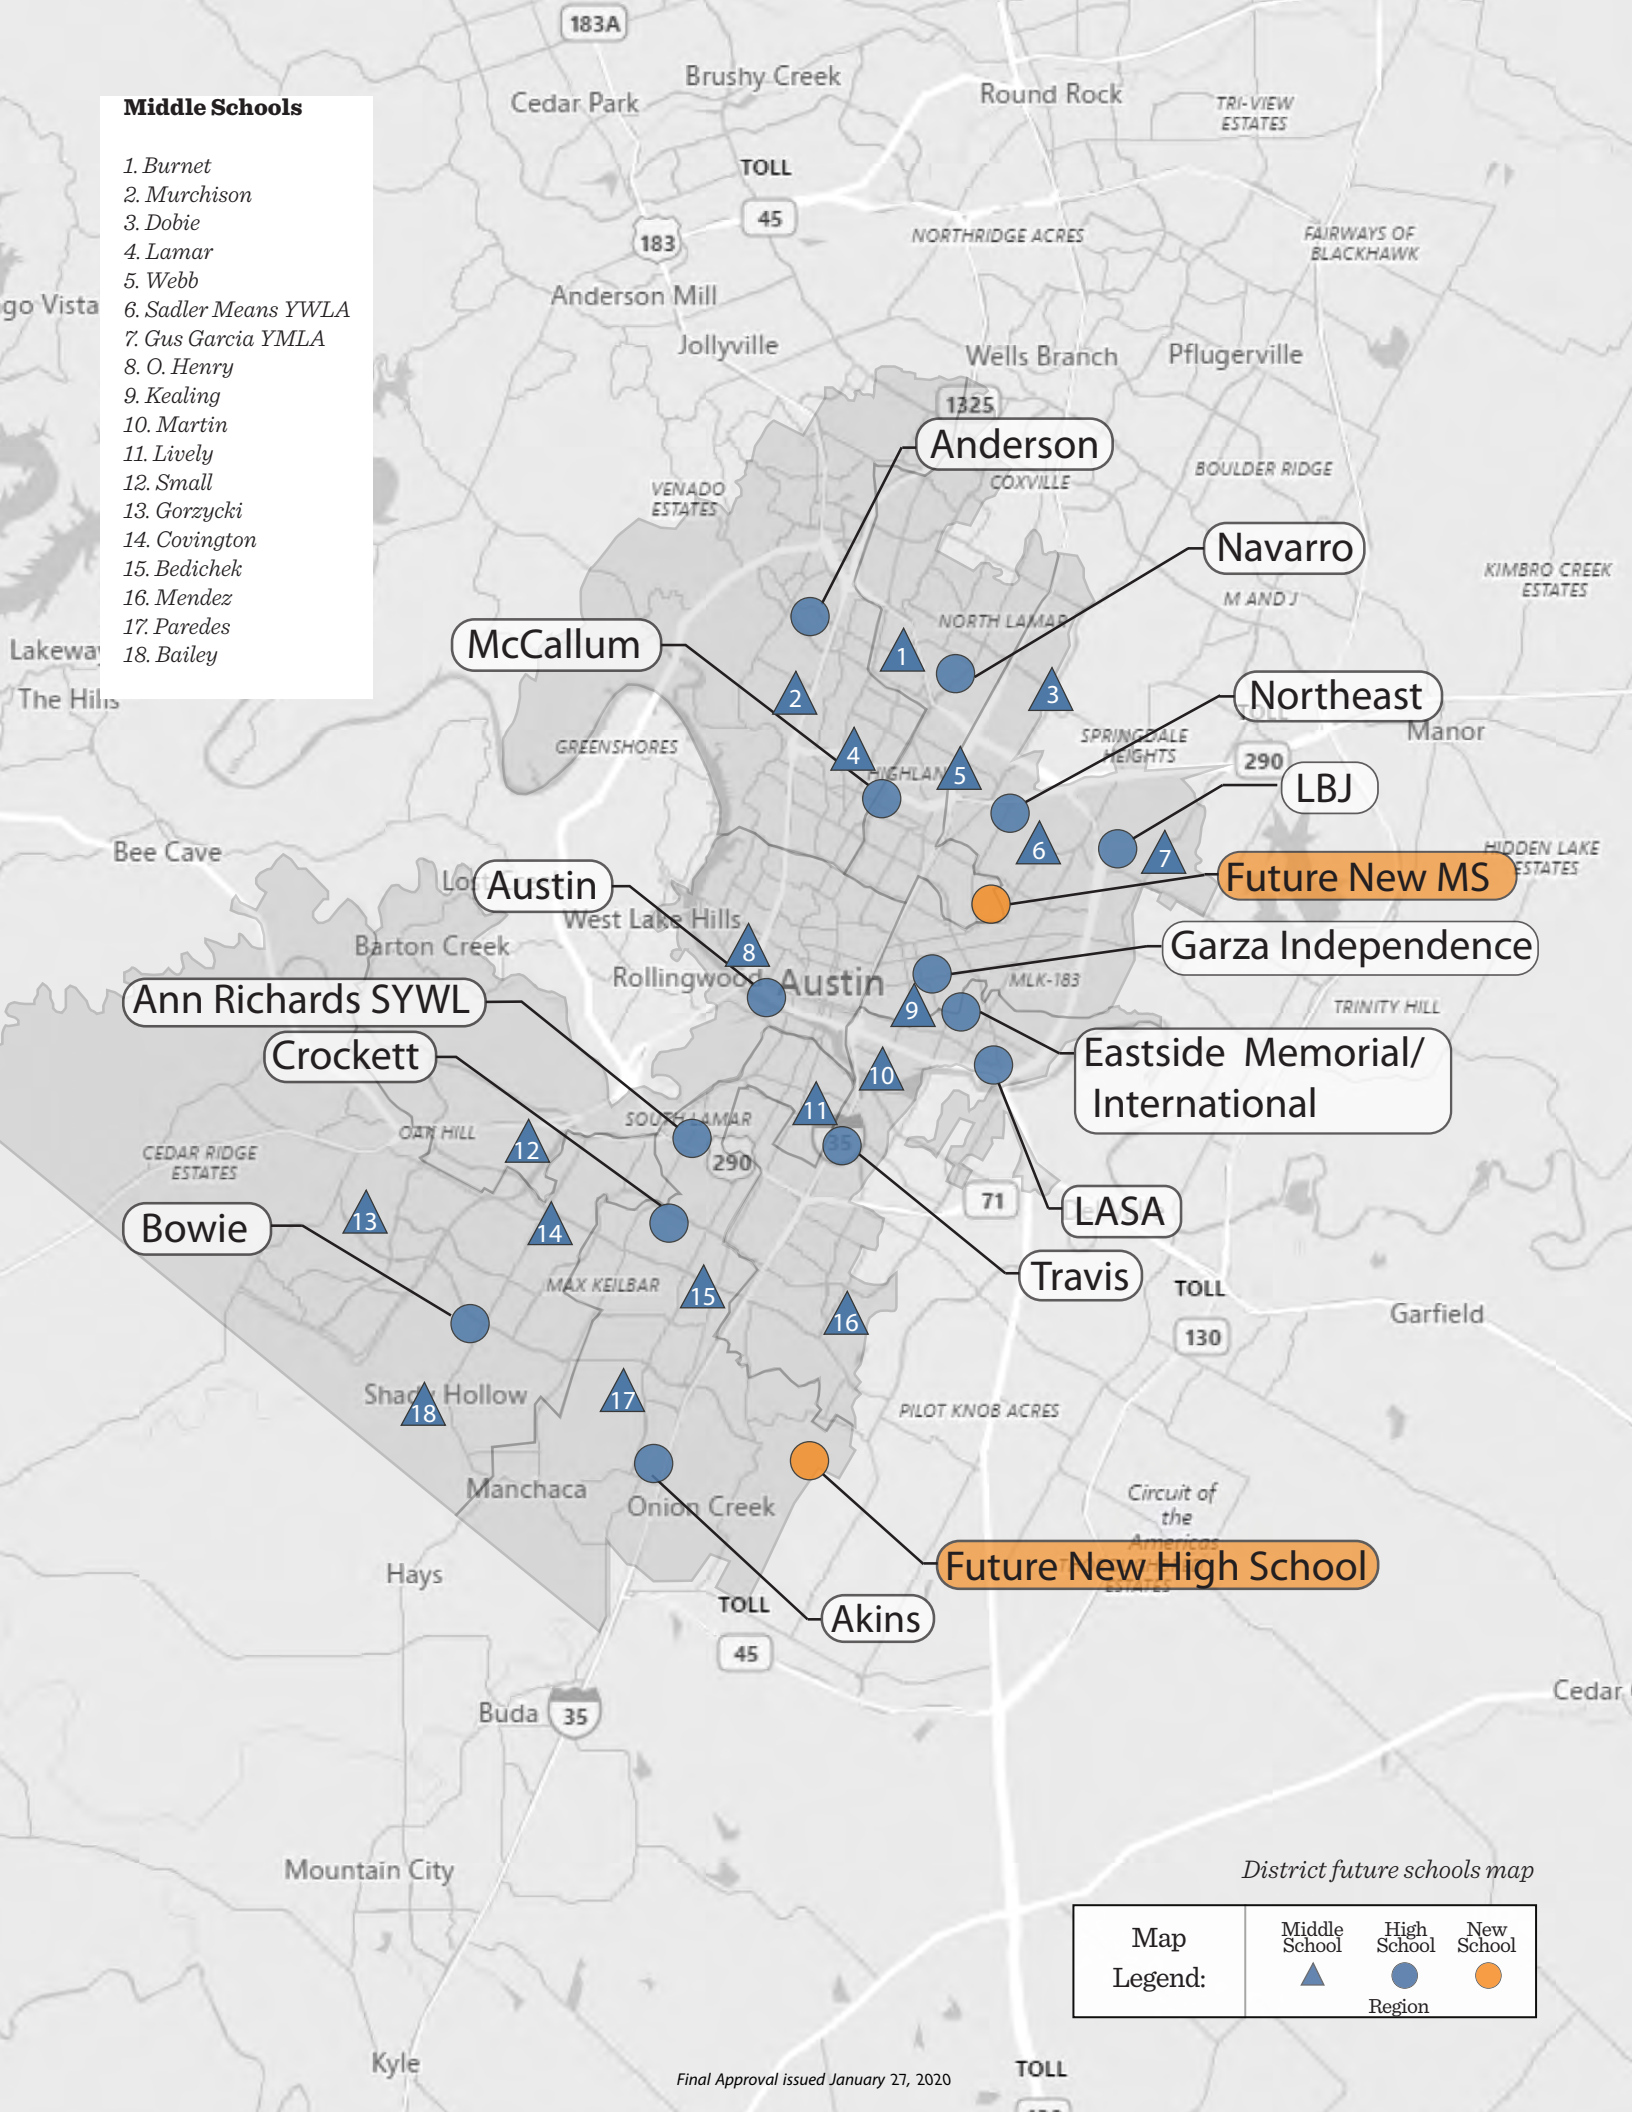 183A
Brushy Creek
Cedar Park
Round Rock
TRI-VIEW
ESTATES
Middle Schools
1. Burnet
2. Murchison
3. Dobie
4. Lamar
5. Webb
6. Sadler Means YWLA
7. Gus Garcia YMLA
8. O. Henry
9. Kealing
10. Martin
11. Lively
12. Small
13. Gorzycki
14. Covington
15. Bedichek
16. Mendez
17. Paredes
18. Bailey
TOLL
45
183
NORTHRIDGE ACRES
FAIRWAYS OF
BLACKHAWK
go Vista
Anderson Mill
Jollyville
Wells Branch
Pflugerville
1325
Anderson
COXVILLE
BOULDER RIDGE
VENADO
ESTATES
Navarro
KIMBRO CREEK
ESTATES
M AND J
NORTH LAMAR
McCallum
1
2
3
Lakeway
The Hills
Northeast
TOLL
Manor
GREENSHORES
SPRINGDALE
HEIGHTS
290
4
HIGHLAN
5
LBJ
6
7
HIDDEN LAKE
ESTATES
Bee Cave
Future New MS
Austin
West Lake Hills
Barton Creek
8
Garza Independence
Rollingwood
Austin
MLK-183
Ann Richards SYWL
9
TRINITY HILL
Crockett
Eastside Memorial/
International
10
11
SOUTH LAMAR
OAK HILL
12
35
290
CEDAR RIDGE
ESTATES
71
LASA
13
14
Bowie
Travis
MAX KEILBAR
15
16
TOLL
130
Garfield
Shady Hollow
17
18
PILOT KNOB ACRES
Manchaca
Onion Creek
Circuit of
the
Americas
ESTATES
Future New High School
Hays
TOLL
45
Akins
Buda
35
Cedar
Mountain City
District future schools map
Map
Legend:
Middle
School
High
School
New
School
Region
Kyle
Final Approval issued January 27, 2020
TOLL